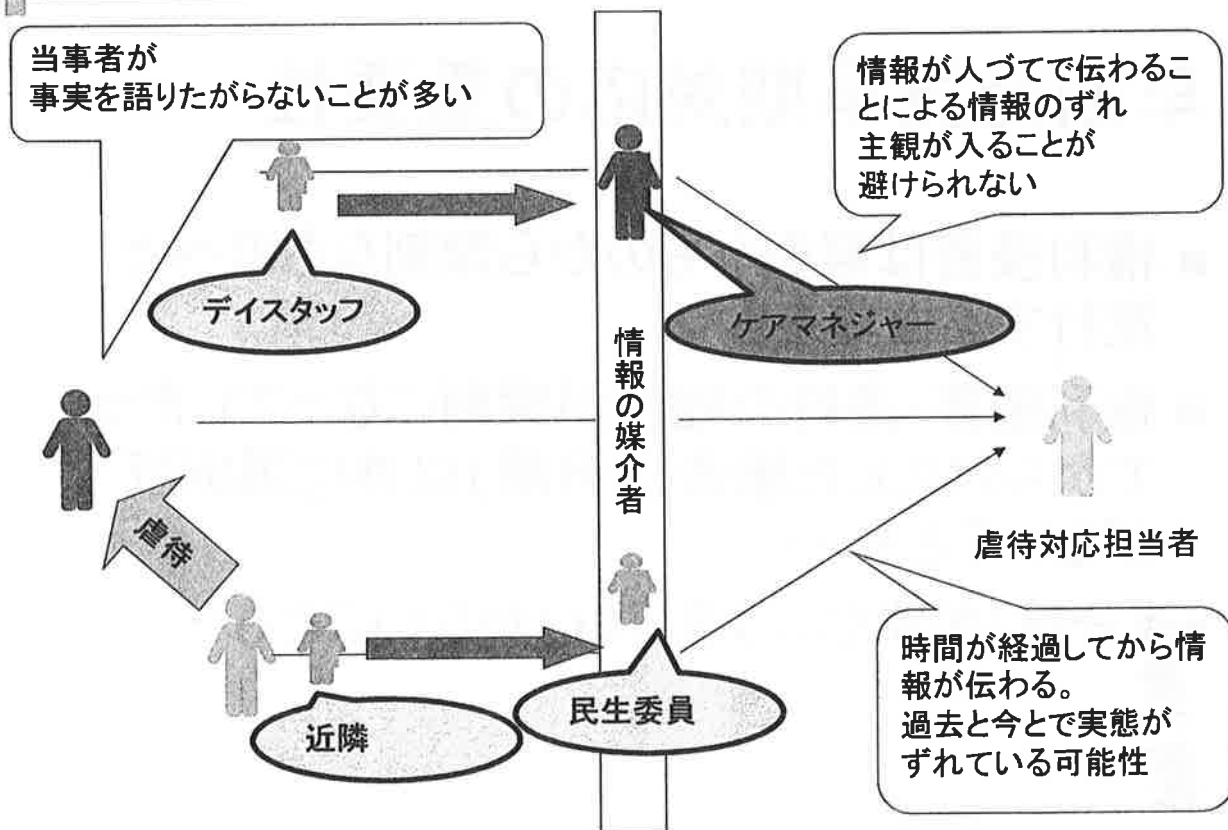 当事者が
事実を語りたがらないことが多い
情報が人づてで伝わるこ
とによる情報のずれ
主観が入ることが
避けられない
デイスタッフ
ケアマネジャー
情報の媒介者
虐待
虐待対応担当者
近隣
民生委員
時間が経過してから情
報が伝わる。
過去と今とで実態が
ずれている可能性